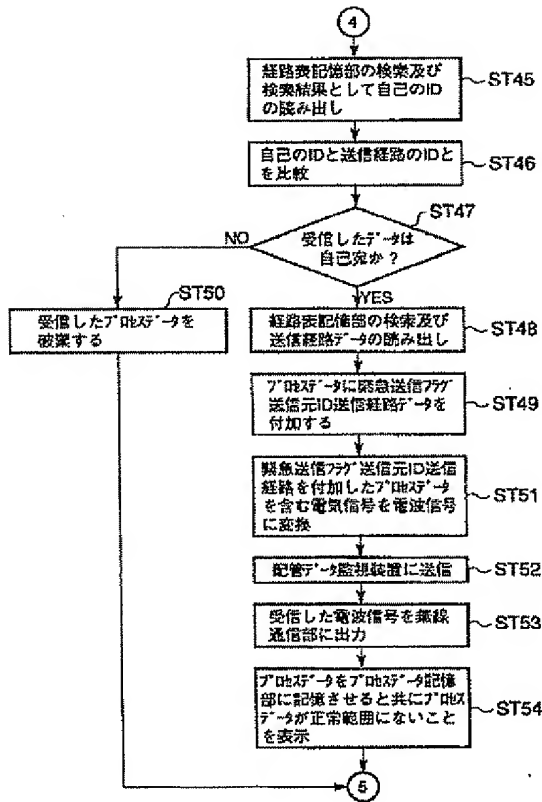 4
経路表記憶部の検索及び
検索結果として自己のID
の読み出し
ST45
自己のIDと送信経路のIDと
を比較
ST46
ST47
受信したデータは
自己宛か?
NO
YES
ST50
受信したプロセスデータを
破棄する
経路表記憶部の検索及び
送信経路データの読み出し
ST48
プロセスデータに緊急送信フラグ
送信元ID送信経路データを
付加する
ST49
緊急送信フラグ送信元ID送信
経路を付加したプロセスデータ
を含む電気信号を電波信号
に変換
ST51
配管データ監視装置に送信
ST52
受信した電波信号を無線
通信部に出力
ST53
プロセスデータをプロセスデータ記憶
部に記憶させると共にプロセス
データが正常範囲にないこと
を表示
ST54
5